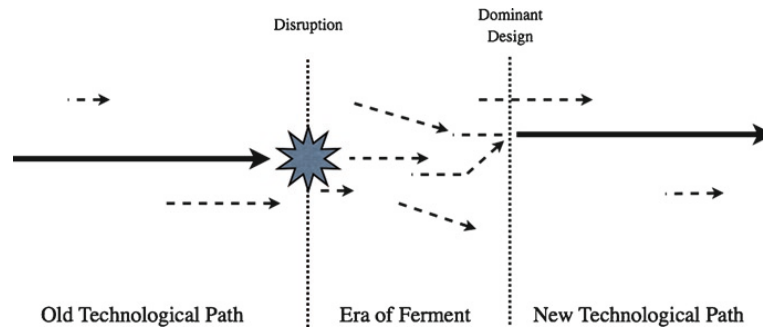 Disruption
Dominant
Design
Old Technological Path
Era of Ferment
New Technological Path